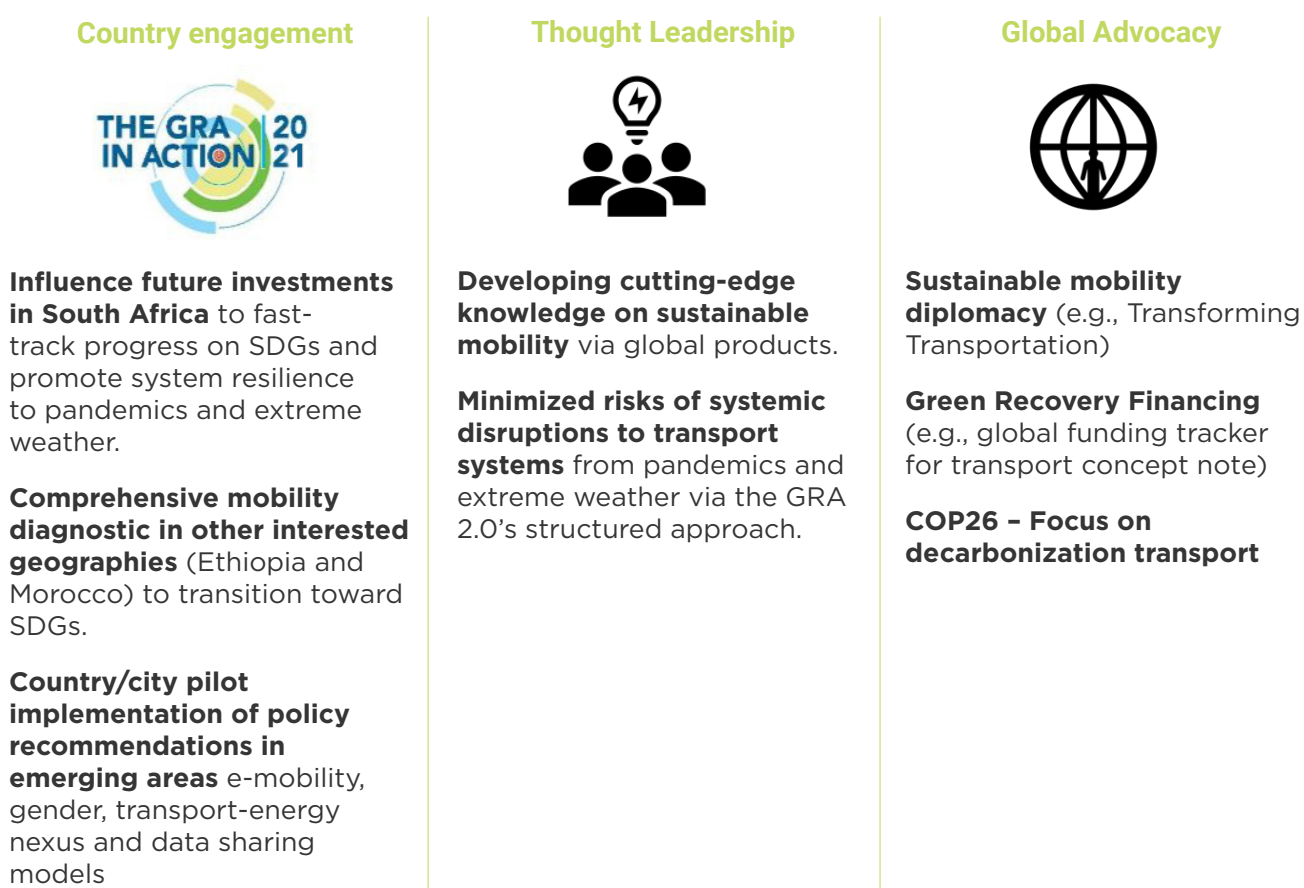 Country engagement
THE GRA 20
IN ACTION 21
Influence future investments
in South Africa to fast-
track progress on SDGs and
promote system resilience
to pandemics and extreme
weather.
Comprehensive mobility
diagnostic in other interested
geographies (Ethiopia and
Morocco) to transition toward
SDGs.
Country/city pilot
implementation of policy
recommendations in
emerging areas e-mobility,
gender, transport-energy
nexus and data sharing
models
Thought Leadership
Developing cutting-edge
knowledge on sustainable
mobility via global products.
Minimized risks of systemic
disruptions to transport
systems from pandemics and
extreme weather via the GRA
2.0's structured approach.
Global Advocacy
Sustainable mobility
diplomacy (e.g., Transforming
Transportation)
Green Recovery Financing
(e.g., global funding tracker
for transport concept note)
COP26 – Focus on
decarbonization transport